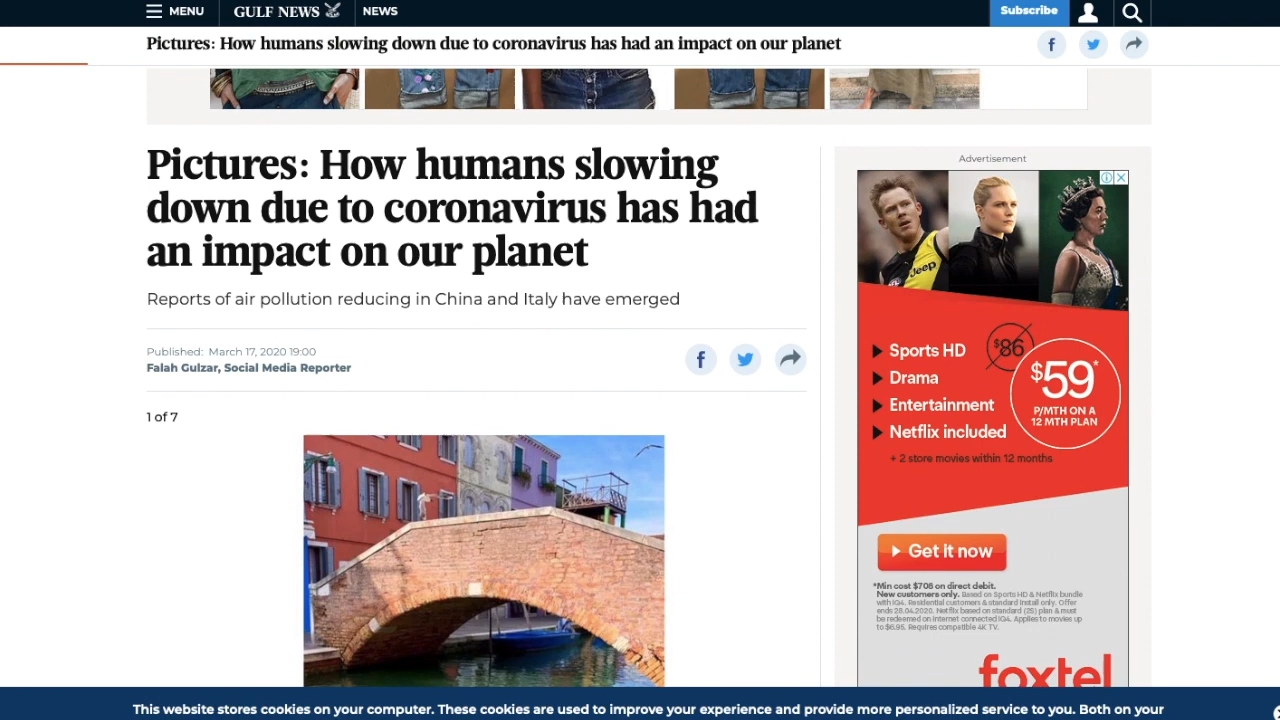 MENU
GULF NEWS
NEWS
Subscribe
Pictures: How humans slowing down due to coronavirus has had an impact on our planet
Pictures: How humans slowing
down due to coronavirus has had
an impact on our planet
Reports of air pollution reducing in China and Italy have emerged
Published: March 17, 2020 19:00
Falah Gulzar, Social Media Reporter
1 of 7
Advertisement
Jeep
Sports HD
Drama
Entertainment
Netflix included
+ 2 store movies within 12 months
$86
$59*
P/MTH ON A
12 MTH PLAN
Get it now
*Min cost $708 on direct debit.
New customers only. Based on Sports HD & Netflix bundle
with iQ4. Residential customers & standard install only. Offer
ends 28.04.2020. Netflix based on standard (2S) plan & must
be redeemed on internet connected iQ4. Applies to movies up
to $6.95. Requires compatible 4K TV.
foxtel
This website stores cookies on your computer. These cookies are used to improve your experience and provide more personalized service to you. Both on your